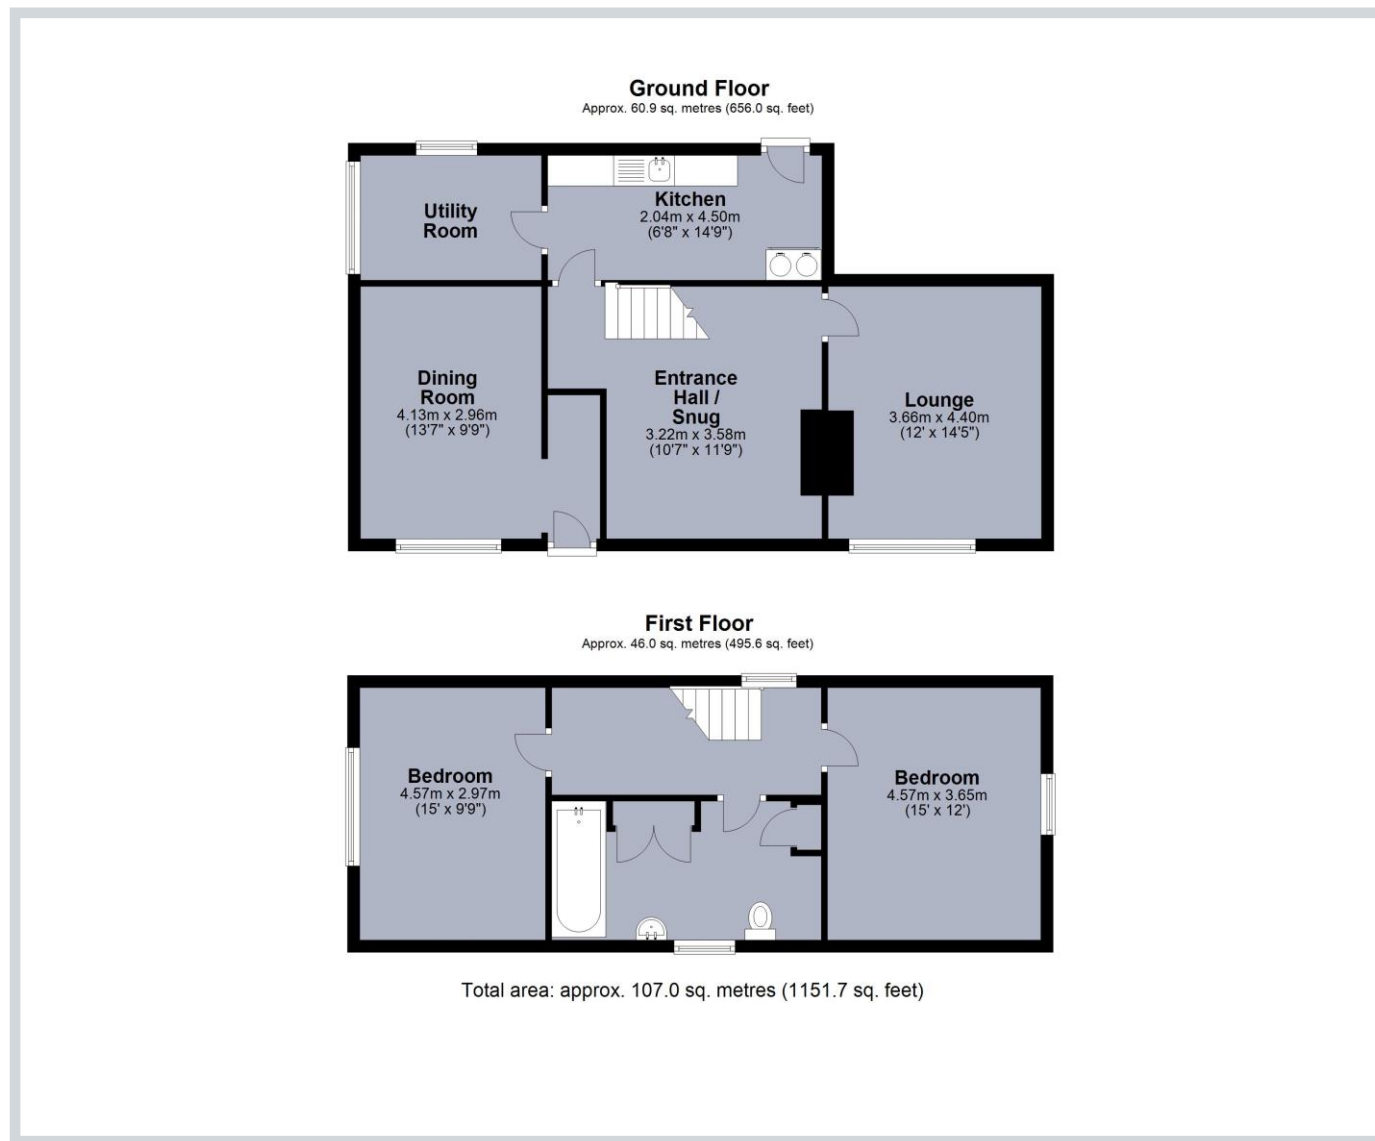 Ground Floor
Approx. 60.9 sq. metres (656.0 sq. feet)
Utility
Room
Kitchen
2.04m x 4.50m
(6'8" x 14'9")
Dining
Room
4.13m x 2.96m
(13'7" x 9'9")
Entrance
Hall /
Snug
3.22m x 3.58m
(10'7" x 11'9")
Lounge
3.66m x 4.40m
(12' x 14'5")
First Floor
Approx. 46.0 sq. metres (495.6 sq. feet)
Bedroom
4.57m x 2.97m
(15' x 9'9")
Bedroom
4.57m x 3.65m
(15' x 12')
Total area: approx. 107.0 sq. metres (1151.7 sq. feet)